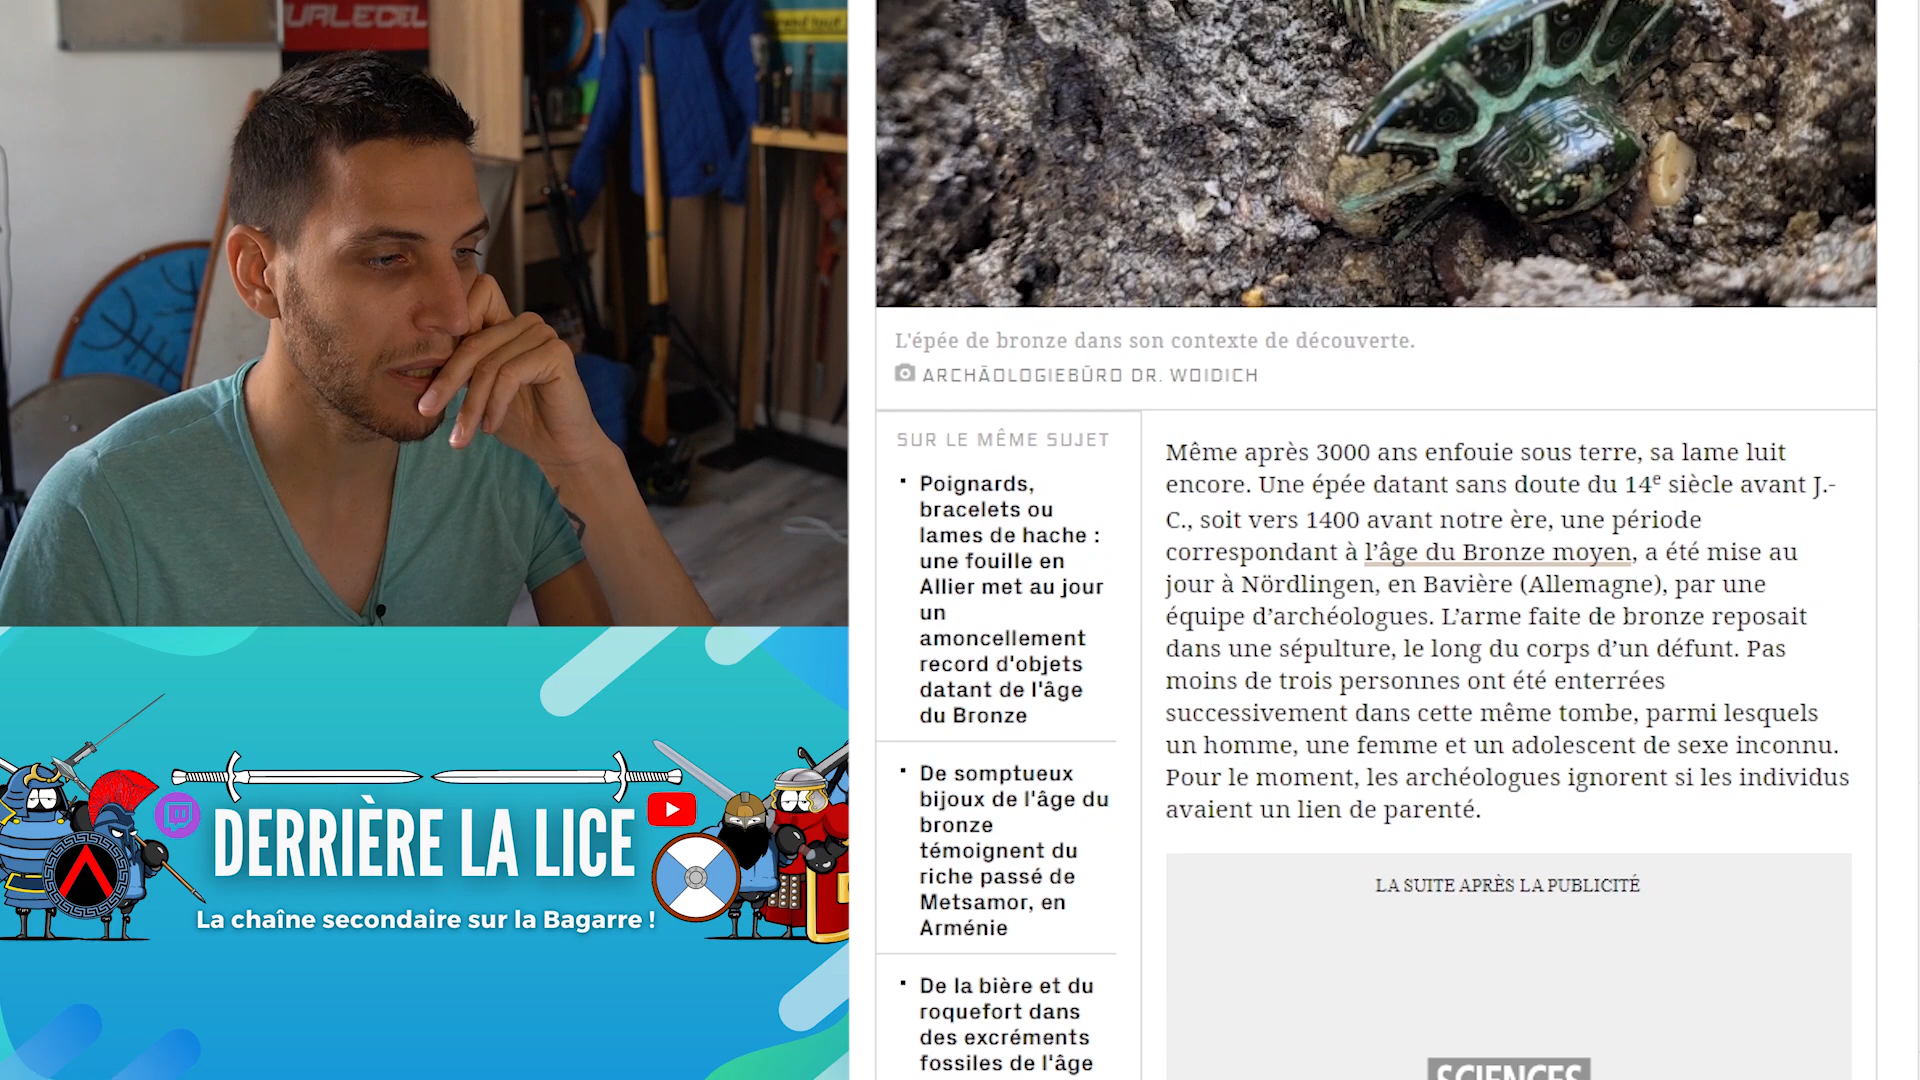 URLEDEL
L'épée de bronze dans son contexte de découverte.
ARCHÄOLOGIEBÜRO DR. WOIDICH
SUR LE MÊME SUJET
Poignards,
bracelets ou
lames de hache :
une fouille en
Allier met au jour
un
amoncellement
record d'objets
datant de l'âge
du Bronze
De somptueux
bijoux de l'âge du
bronze
témoignent du
riche passé de
Metsamor, en
Arménie
De la bière et du
roquefort dans
des excréments
fossiles de l'âge
Même après 3000 ans enfouie sous terre, sa lame luit
encore. Une épée datant sans doute du 14e siècle avant J.-
C., soit vers 1400 avant notre ère, une période
correspondant à l’âge du Bronze moyen, a été mise au
jour à Nördlingen, en Bavière (Allemagne), par une
équipe d’archéologues. L’arme faite de bronze reposait
dans une sépulture, le long du corps d’un défunt. Pas
moins de trois personnes ont été enterrées
successivement dans cette même tombe, parmi lesquels
un homme, une femme et un adolescent de sexe inconnu.
Pour le moment, les archéologues ignorent si les individus
avaient un lien de parenté.
LA SUITE APRÈS LA PUBLICITÉ
SCIENCES
DERRIÈRE LA LICE
La chaîne secondaire sur la Bagarre !